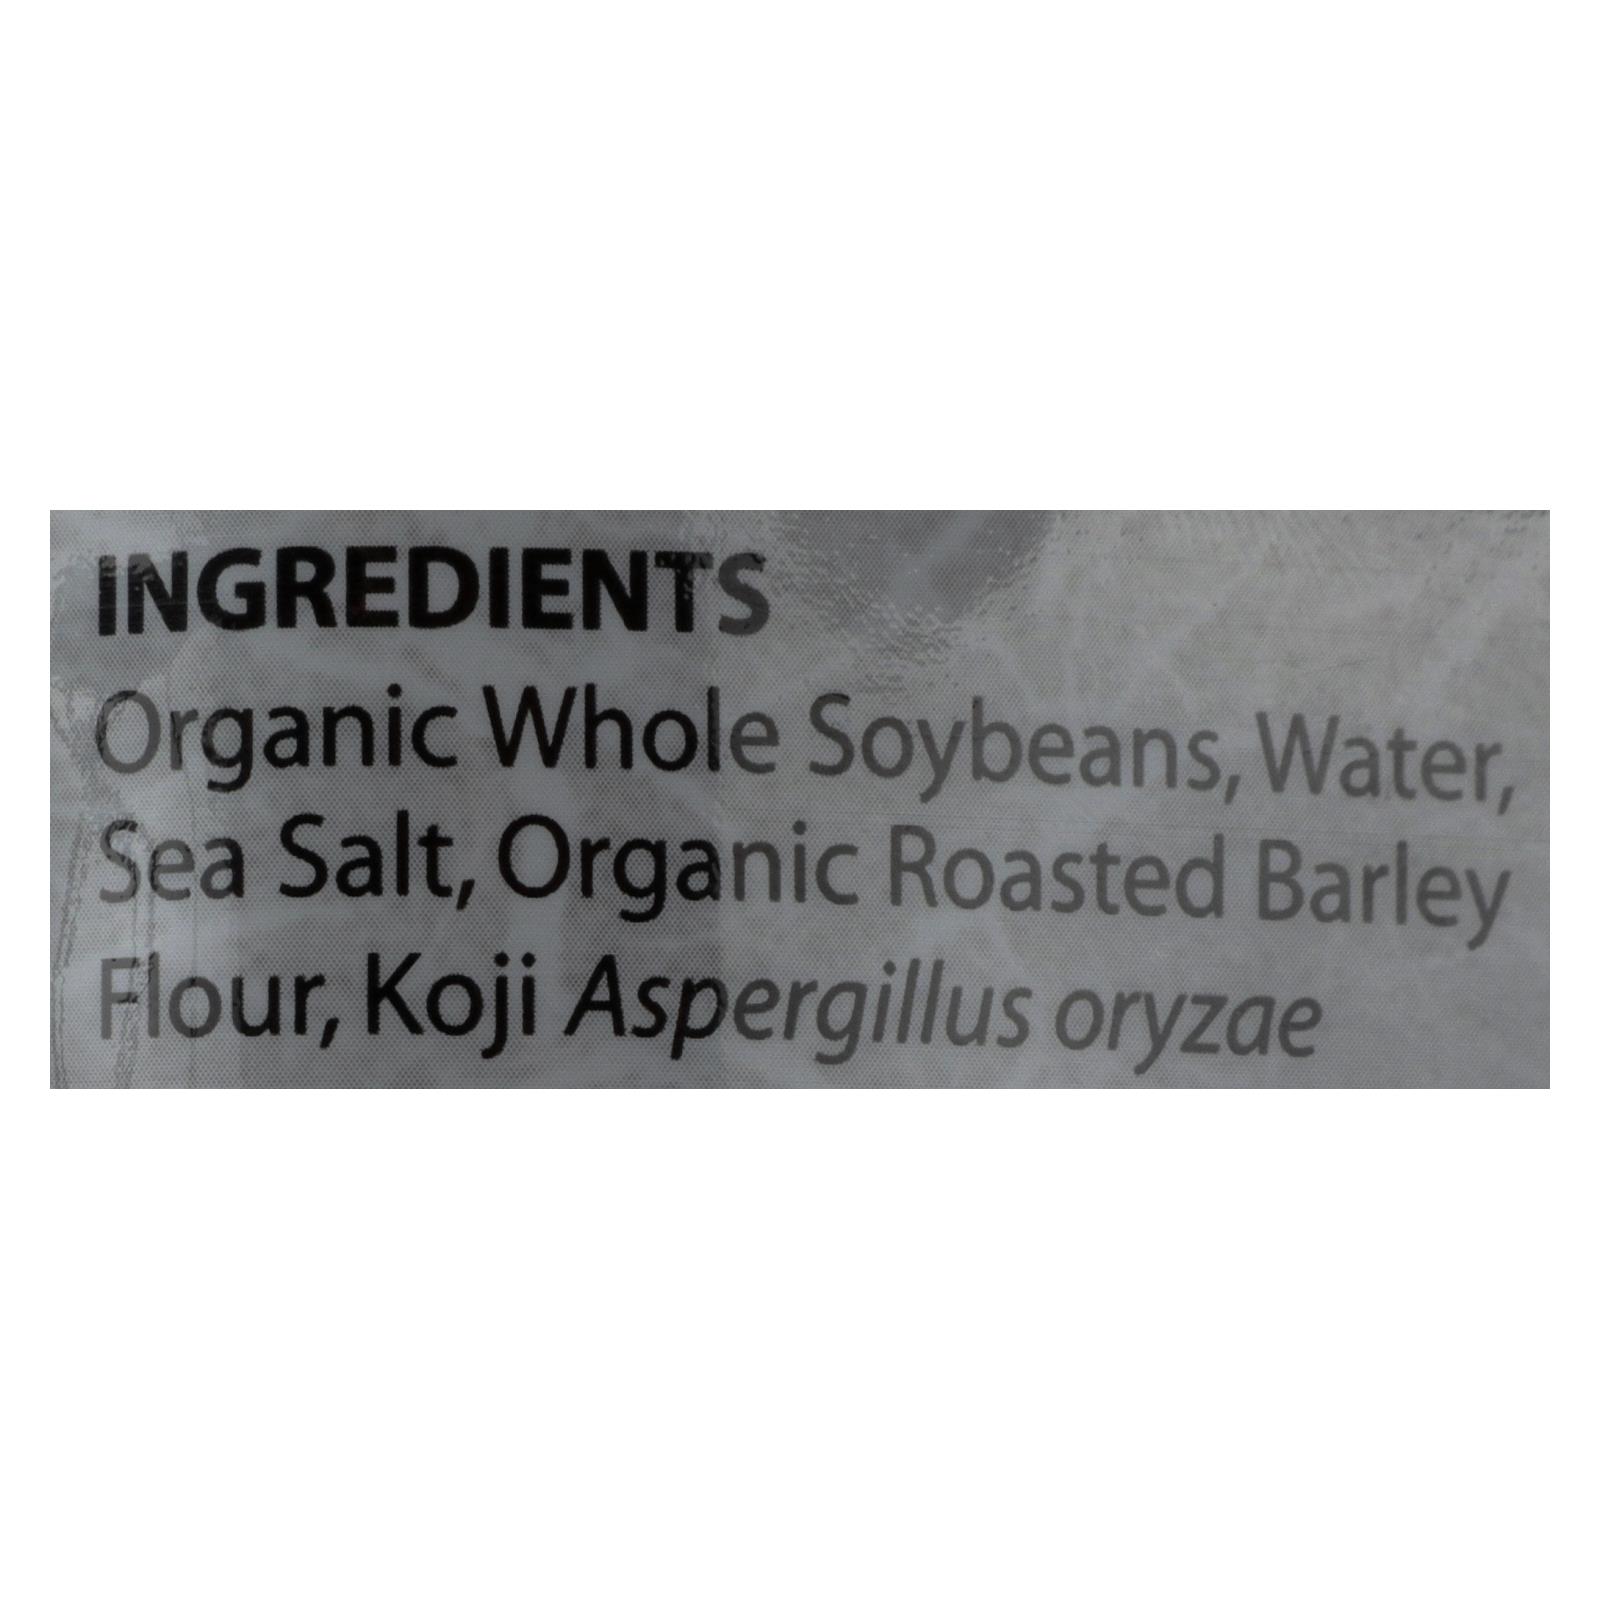 INGREDIENTS
Organic Whole Soybeans, Water,
Sea Salt, Organic Roasted Barley
Flour, Koji Aspergillus oryzae